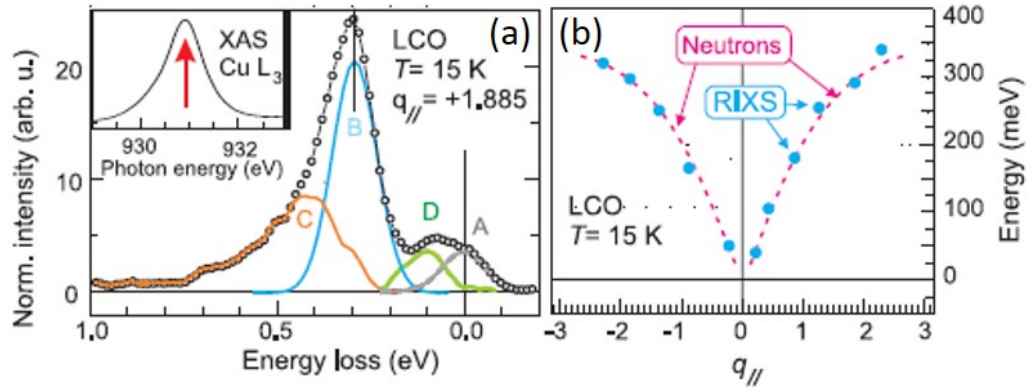 (a)
Norm. intensity (arb. u.)
20
10
0
XAS
Cu L3
930
932
Photon energy (eV)
LCO
T= 15 K
q// = +1.885
B
C
D
A
1.0
0.5
0.0
Energy loss (eV)
(b)
Neutrons
RIXS
LCO
T= 15 K
400
300
200
100
0
Energy (meV)
-3
-2
-1
0
1
2
3
q//